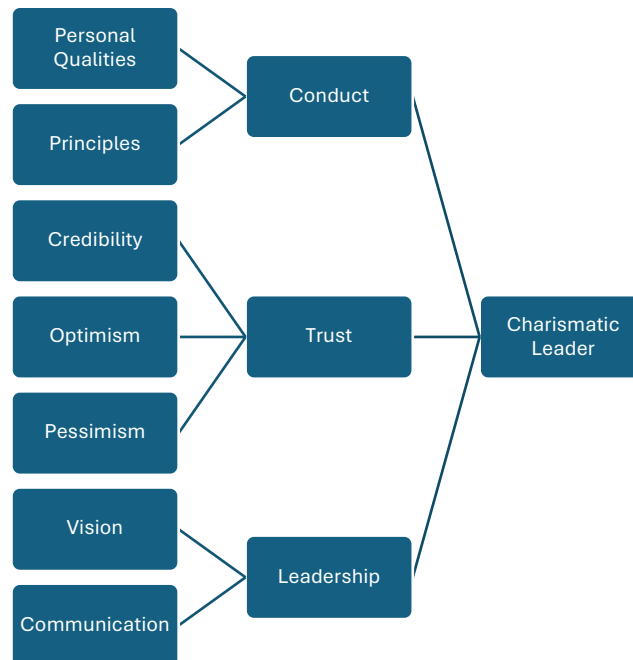 Personal
Qualities
Principles
Credibility
Optimism
Pessimism
Vision
Communication
Conduct
Trust
Leadership
Charismatic
Leader